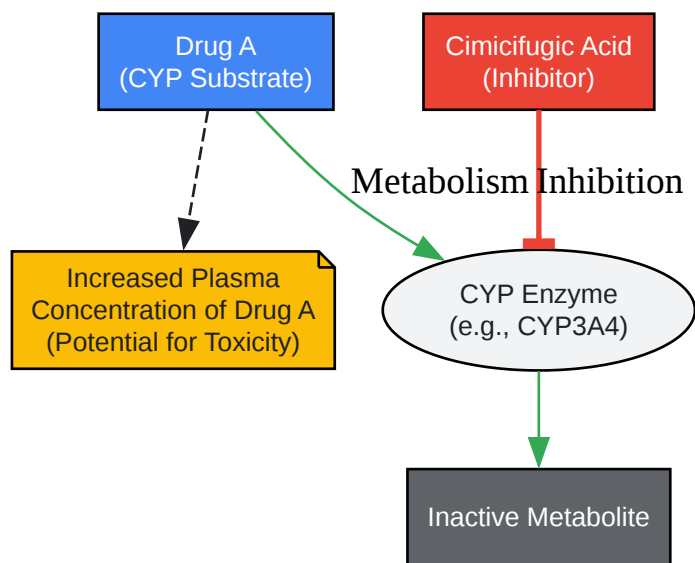 Drug A
(CYP Substrate)
Cimicifugic Acid
(Inhibitor)
Metabolism
Inhibition
Increased Plasma
Concentration of Drug A
(Potential for Toxicity)
CYP Enzyme
(e.g., CYP3A4)
Inactive Metabolite